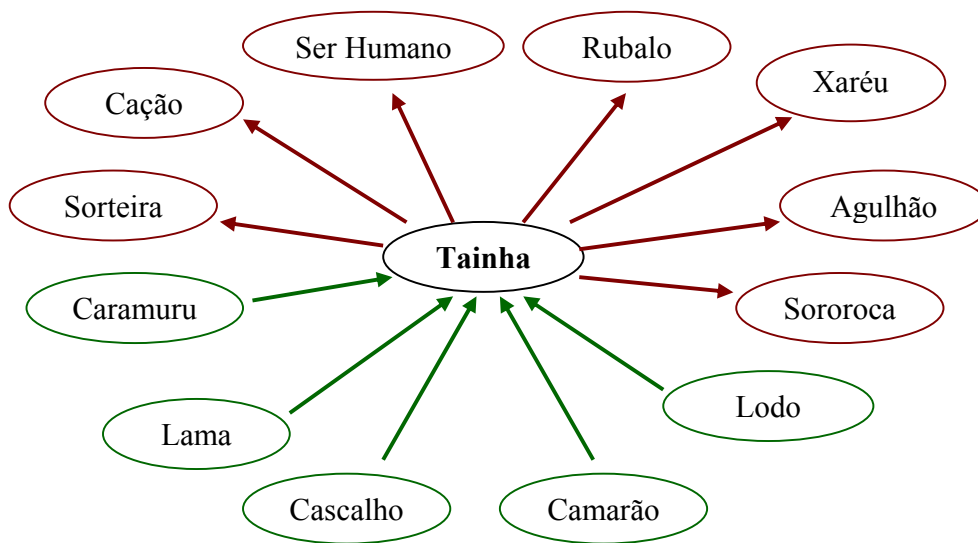 Ser Humano
Rubalo
Xaréu
Cação
Sorteira
Agulhão
Tainha
Caramuru
Sororoca
Lama
Lodo
Cascalho
Camarão